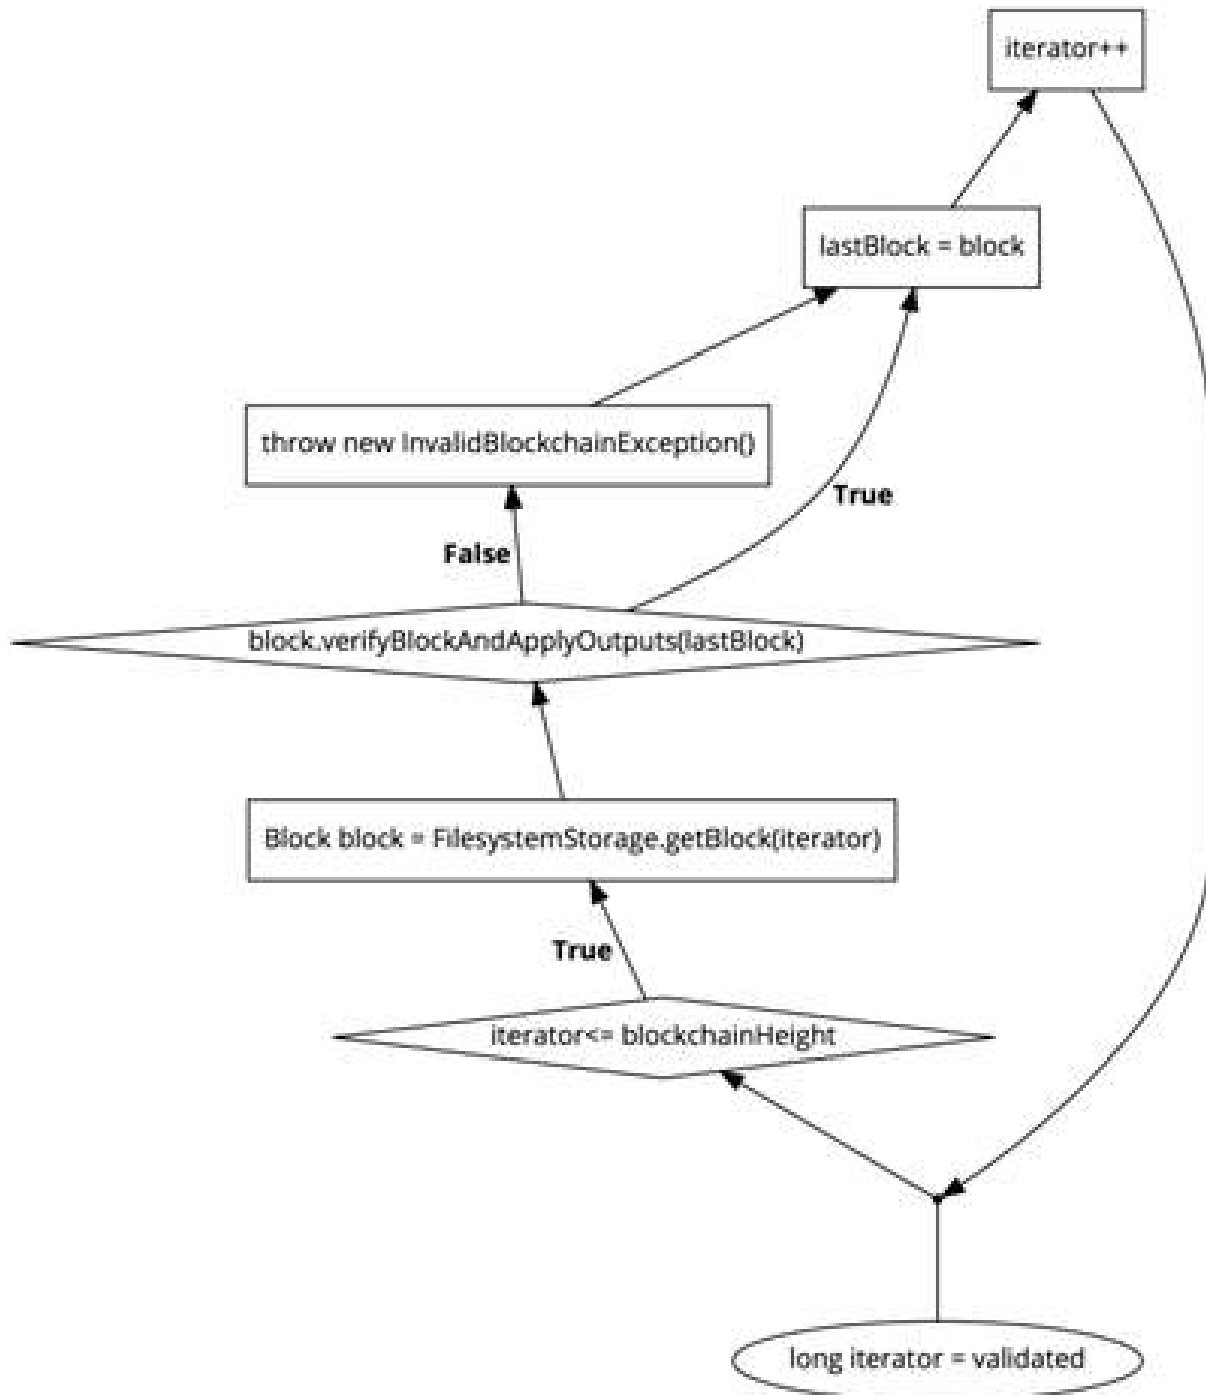 iterator++
lastBlock = block
throw new InvalidBlockchainException()
True
False
block.verifyBlockAndApplyOutputs(lastBlock)
Block block = FilesystemStorage.getBlock(iterator)
True
iterator<= blockchainHeight
long iterator = validated